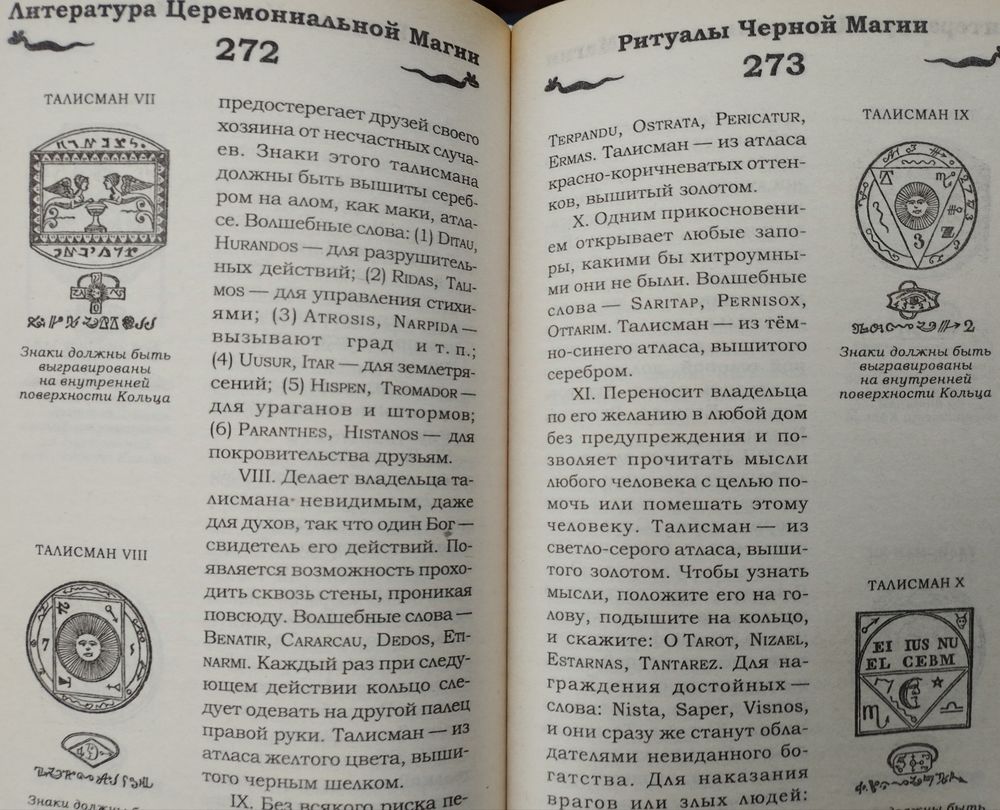 Литература Церемониальной Магии
272
ТАЛИСМАН VII
Знаки должны быть
выгравированы
на внутренней
поверхности Кольца
ТАЛИСМАН VIII
Знаки должны быть
предостерегает друзей своего
хозяина от несчастных случа-
ев. Знаки этого талисмана
должны быть вышиты сереб-
ром на алом, как маки, атла-
се. Волшебные слова: (1) DITAU,
HURANDOS — для разрушитель-
ных действий; (2) RIDAS, TALI-
MOS — для управления стихи-
ями; (3) ATROSIS, NARPIDA —
вызывают град и т. п.;
(4) UUSUR, ITAR — для землетря-
сений; (5) HISPEN, TROMADOR —
для ураганов и штормов;
(6) PARANTHES, HISTANOS — для
покровительства друзьям.
VIII. Делает владельца та-
лисмана невидимым, даже
для духов, так что один Бог —
свидетель его действий. По-
является возможность прохо-
дить сквозь стены, проникая
повсюду. Волшебные слова —
BENATIR, CARARCAU, DEDOS, ETI-
NARMI. Каждый раз при следу-
ющем действии кольцо сле-
дует одевать на другой палец
правой руки. Талисман — из
атласа желтого цвета, выши-
того черным шелком.
IX. Без всякого риска пе-
Ритуалы Черной Магии
273
TERPANDU, OSTRATA, PERICATUR,
ERMAS. Талисман — из атласа
красно-коричневатых оттен-
ков, вышитый золотом.
X. Одним прикосновени-
ем открывает любые запо-
ры, какими бы хитроумны-
ми они не были. Волшебные
слова — SARITAP, PERNISOX,
OTTARIM. Талисман — из тём-
но-синего атласа, вышитого
серебром.
XI. Переносит владельца
по его желанию в любой дом
без предупреждения и по-
зволяет прочитать мысли
любого человека с целью по-
мочь или помешать этому
человеку. Талисман — из
светло-серого атласа, выши-
того золотом. Чтобы узнать
мысли, положите его на го-
лову, подышите на кольцо,
и скажите: O TAROT, NIZAEL,
ESTARNAS, TANTAREZ. Для на-
граждения достойных —
слова: Nista, Saper, Visnos,
и они сразу же станут обла-
дателями невиданного бо-
гатства. Для наказания
врагов или злых людей:
ТАЛИСМАН IX
Знаки должны быть
выгравированы
на внутренней
поверхности Кольца
ТАЛИСМАН X
EI IUS NU
EL CEBM